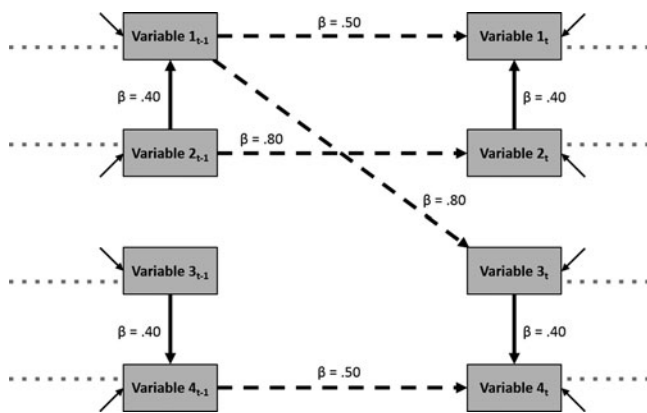 β = .50
Variable 1t-1
Variable 1t
β = .40
β = .40
β = .80
Variable 2t-1
Variable 2t
β = .80
Variable 3t-1
Variable 3t
β = .40
β = .40
β = .50
Variable 4t-1
Variable 4t